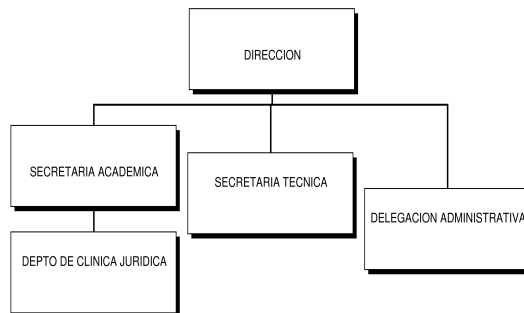 DIRECCION
SECRETARIA ACADEMICA
SECRETARIA TECNICA
DELEGACION ADMINISTRATIVA
DEPTO DE CLINICA JURIDICA